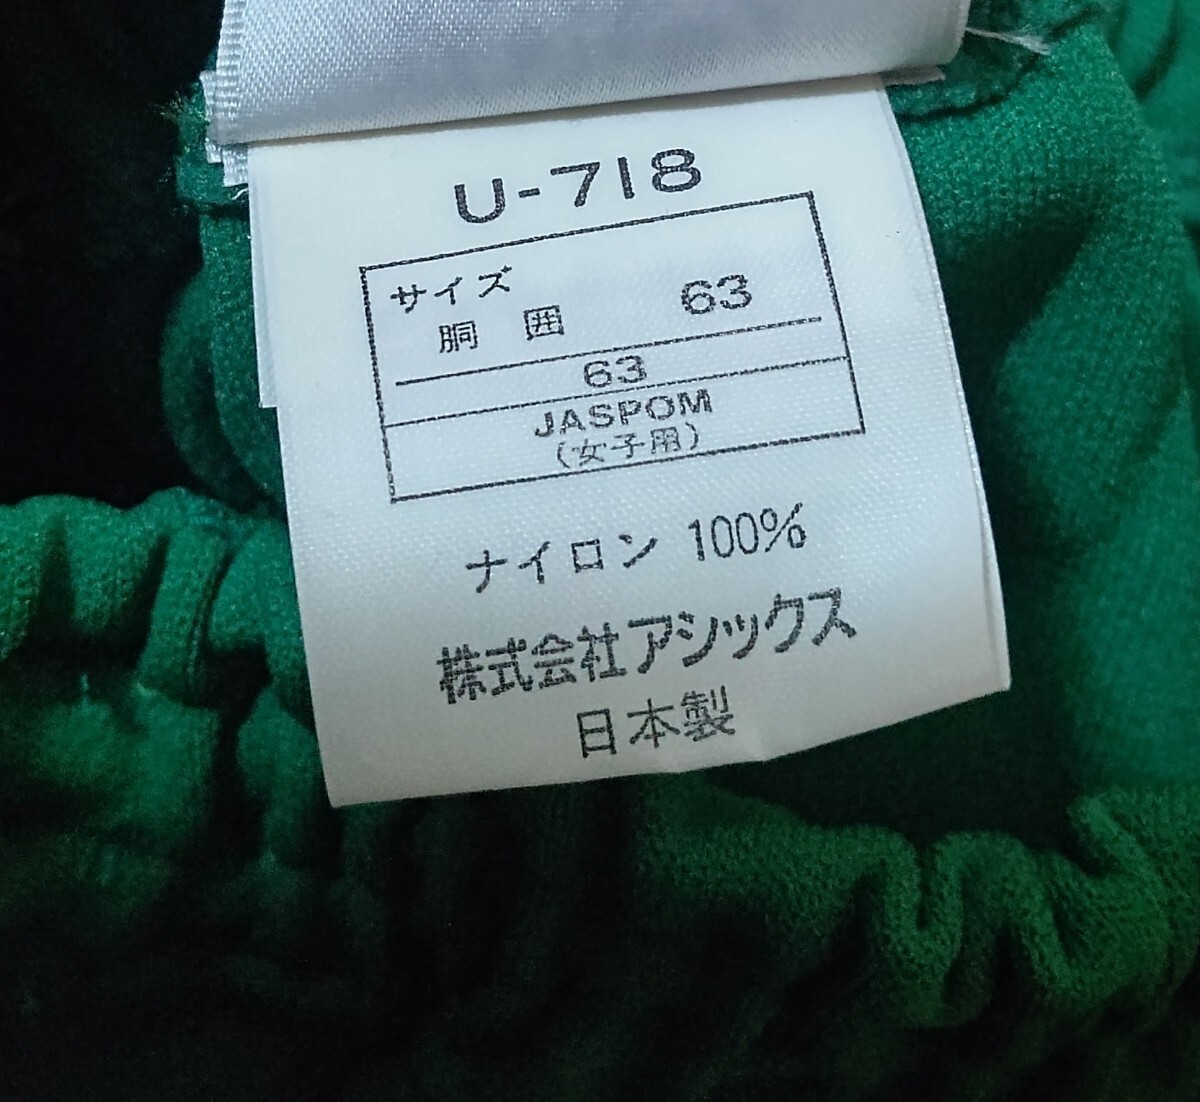 U-718
サイズ
胴 囲 63
63
JASPOM
(女子用)
ナイロン 100%
株式会社アシックス
日本製